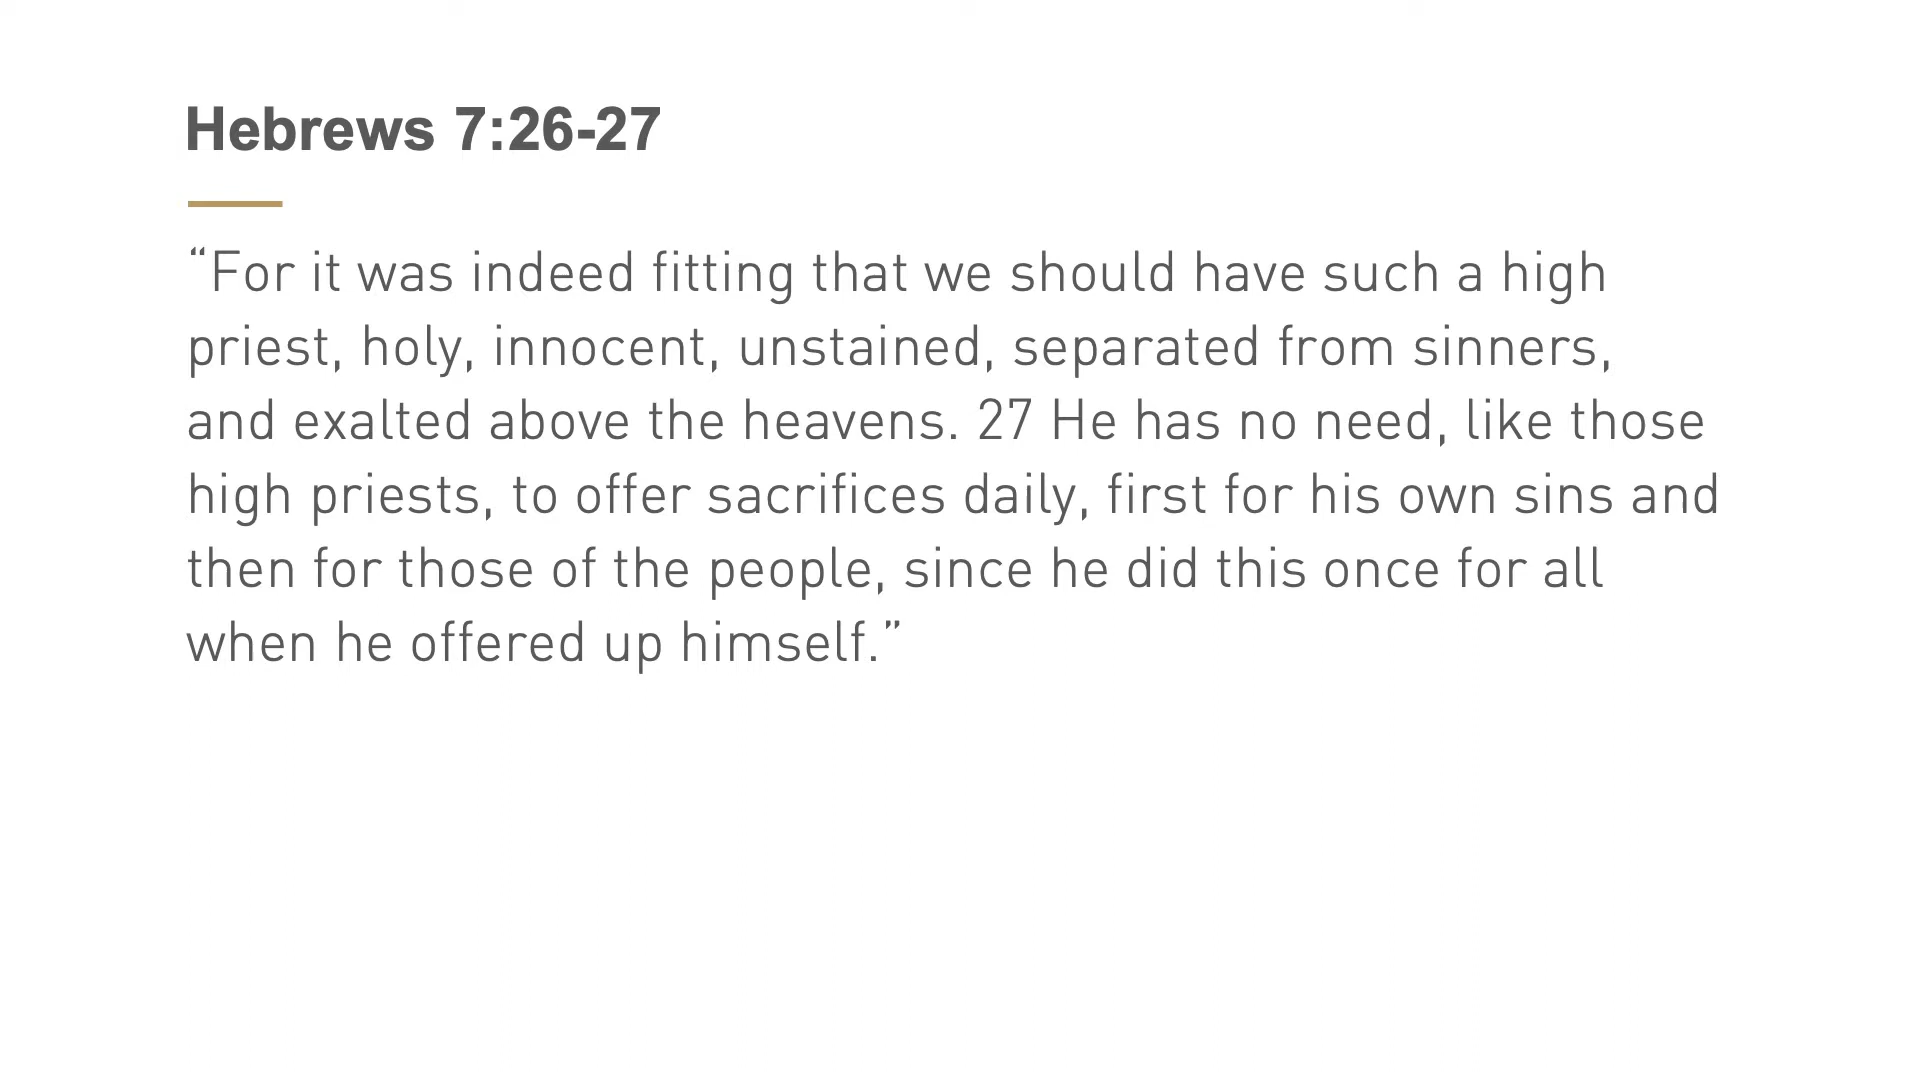 Hebrews 7:26-27
“For it was indeed fitting that we should have such a high
priest, holy, innocent, unstained, separated from sinners,
and exalted above the heavens. 27 He has no need, like those
high priests, to offer sacrifices daily, first for his own sins and
then for those of the people, since he did this once for all
when he offered up himself.”